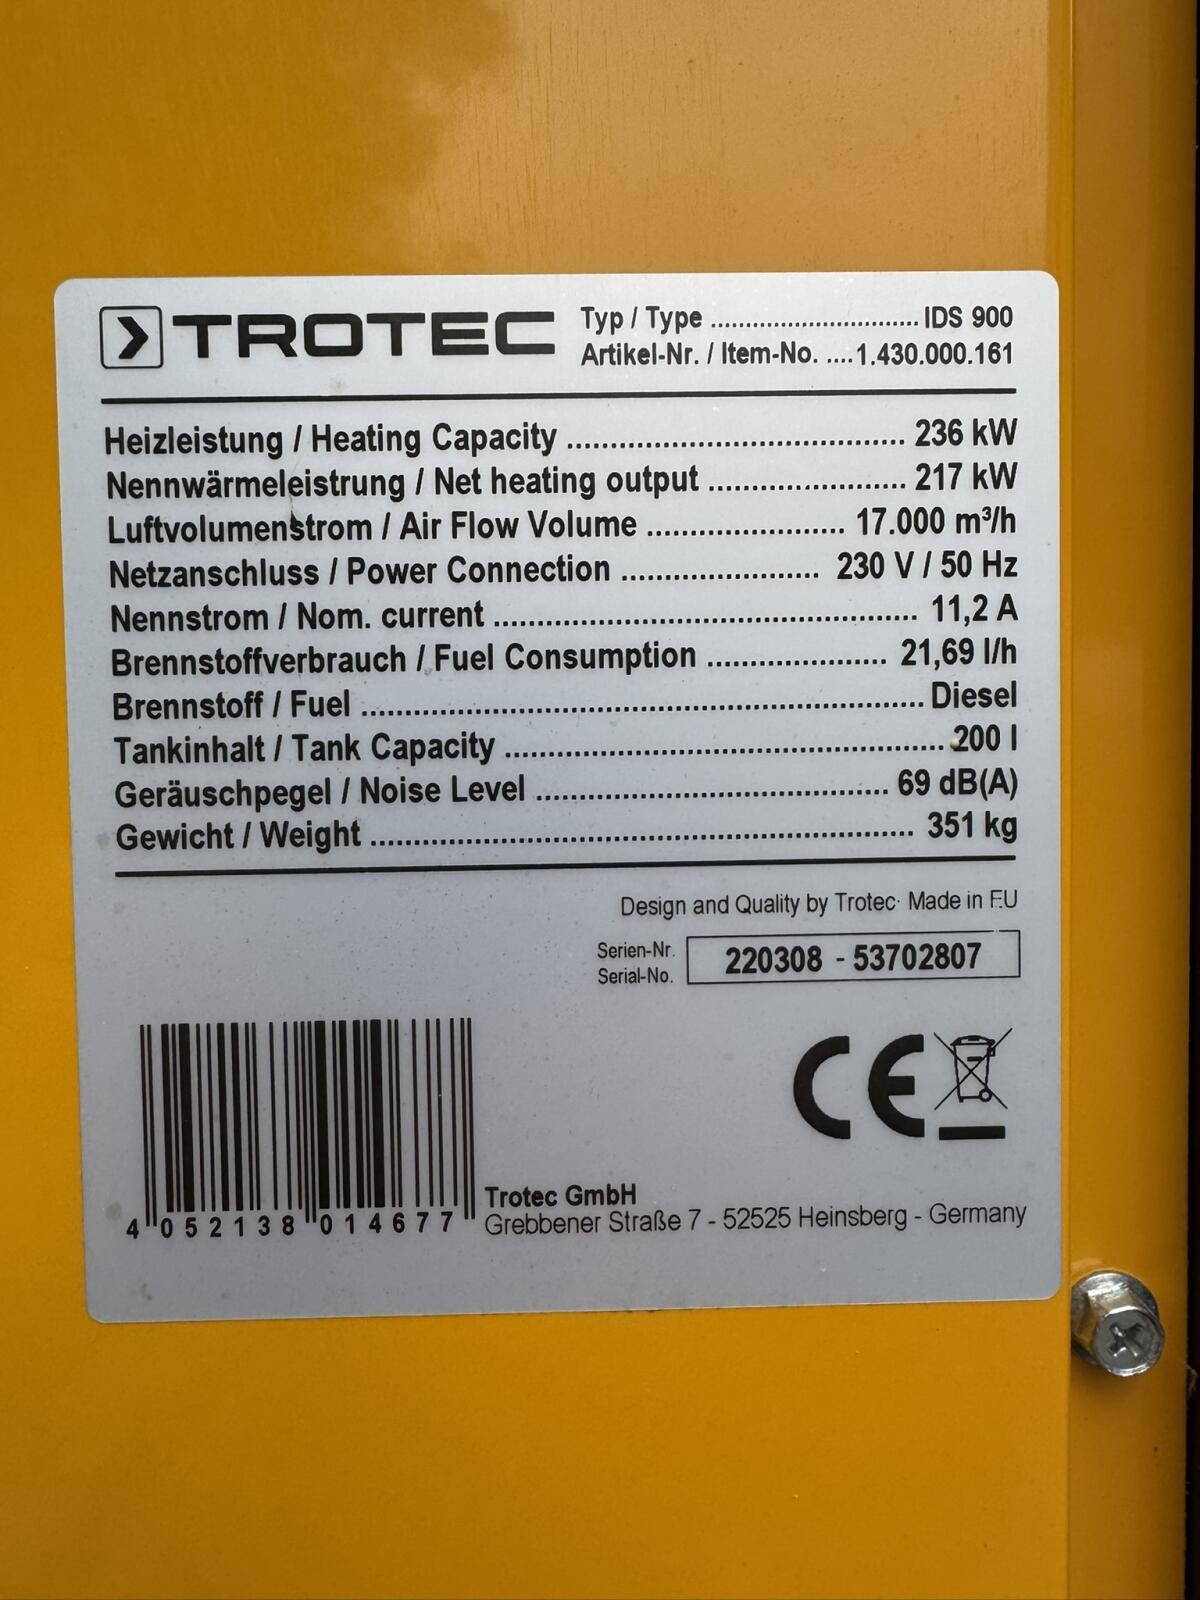 TROTEC
Typ / Type .............................. IDS 900
Artikel-Nr. / Item-No. ....1.430.000.161
Heizleistung / Heating Capacity ...................................... 236 kW
Nennwärmeleistrung / Net heating output ...................... 217 kW
Luftvolumenstrom / Air Flow Volume ...................... 17.000 m³/h
Netzanschluss / Power Connection ...................... 230 V / 50 Hz
Nennstrom / Nom. current ................................................ 11,2 A
Brennstoffverbrauch / Fuel Consumption .................... 21,69 l/h
Brennstoff / Fuel ................................................................ Diesel
Tankinhalt / Tank Capacity ................................................ 200 l
Geräuschpegel / Noise Level ....................................... 69 dB(A)
Gewicht / Weight ............................................................ 351 kg
Design and Quality by Trotec · Made in EU
Serien-Nr.
Serial-No.
220308 - 53702807
CE
4 052138 014677
Trotec GmbH
Grebbener Straße 7 - 52525 Heinsberg - Germany